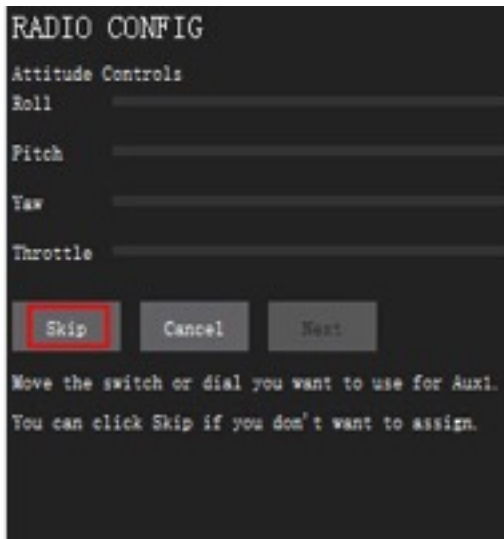 RADIO CONFIG
Attitude Controls
Roll
Pitch
Yaw
Throttle
Skip Cancel Next
Move the switch or dial you want to use for Aux1.
You can click Skip if you don't want to assign.